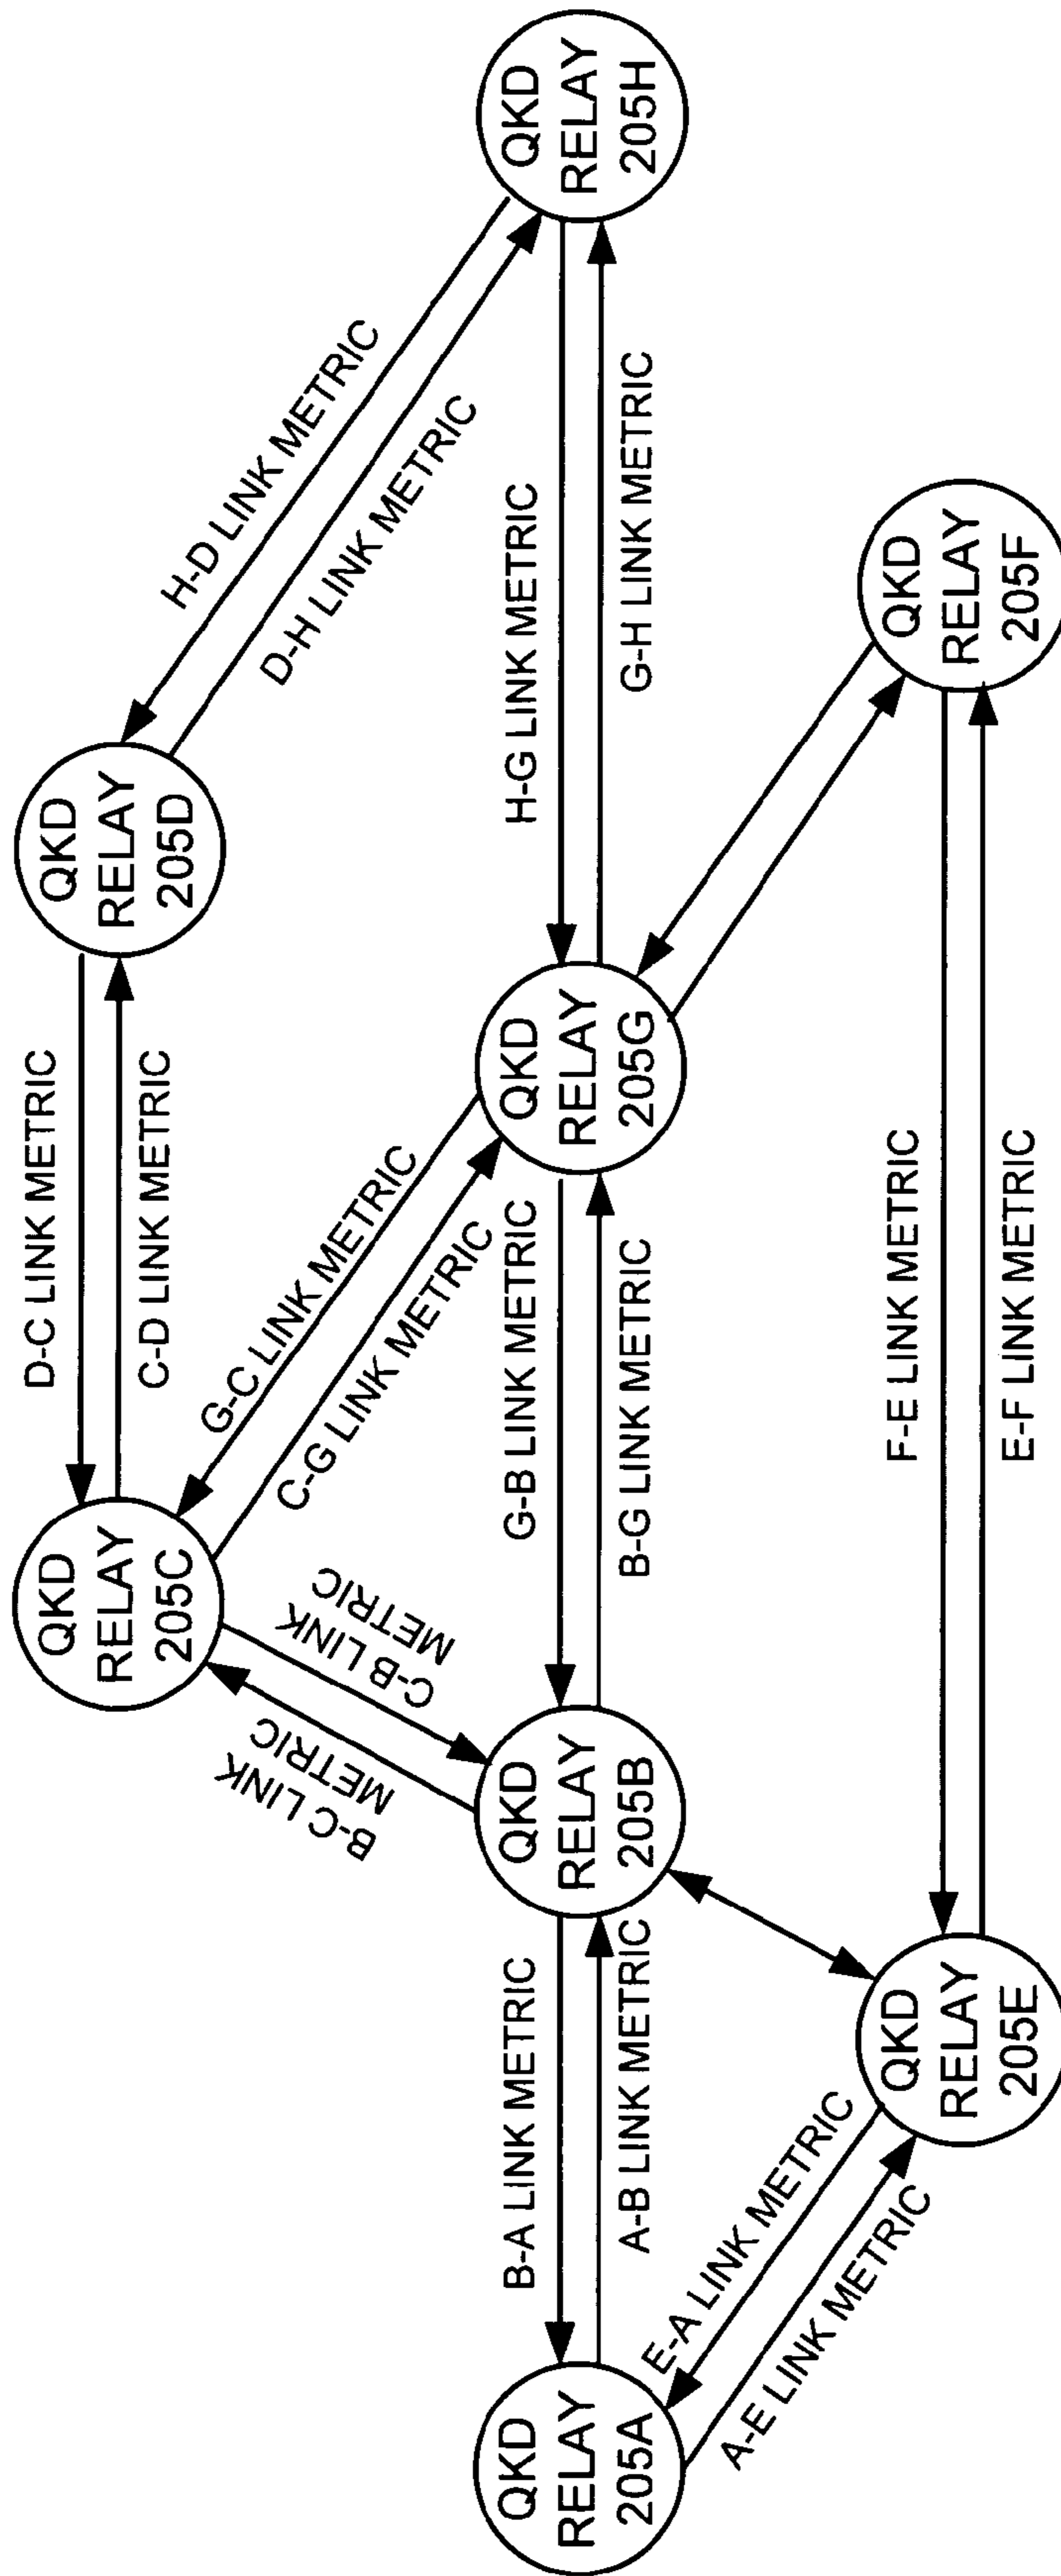 QKD
RELAY
205C
D-C LINK METRIC
C-D LINK METRIC
QKD
RELAY
205D
B-C LINK
METRIC
C-B LINK
METRIC
G-C LINK METRIC
C-G LINK METRIC
H-D LINK METRIC
D-H LINK METRIC
QKD
RELAY
205A
B-A LINK METRIC
A-B LINK METRIC
QKD
RELAY
205B
G-B LINK METRIC
B-G LINK METRIC
QKD
RELAY
205G
H-G LINK METRIC
G-H LINK METRIC
QKD
RELAY
205H
E-A LINK METRIC
A-E LINK METRIC
QKD
RELAY
205E
F-E LINK METRIC
E-F LINK METRIC
QKD
RELAY
205F